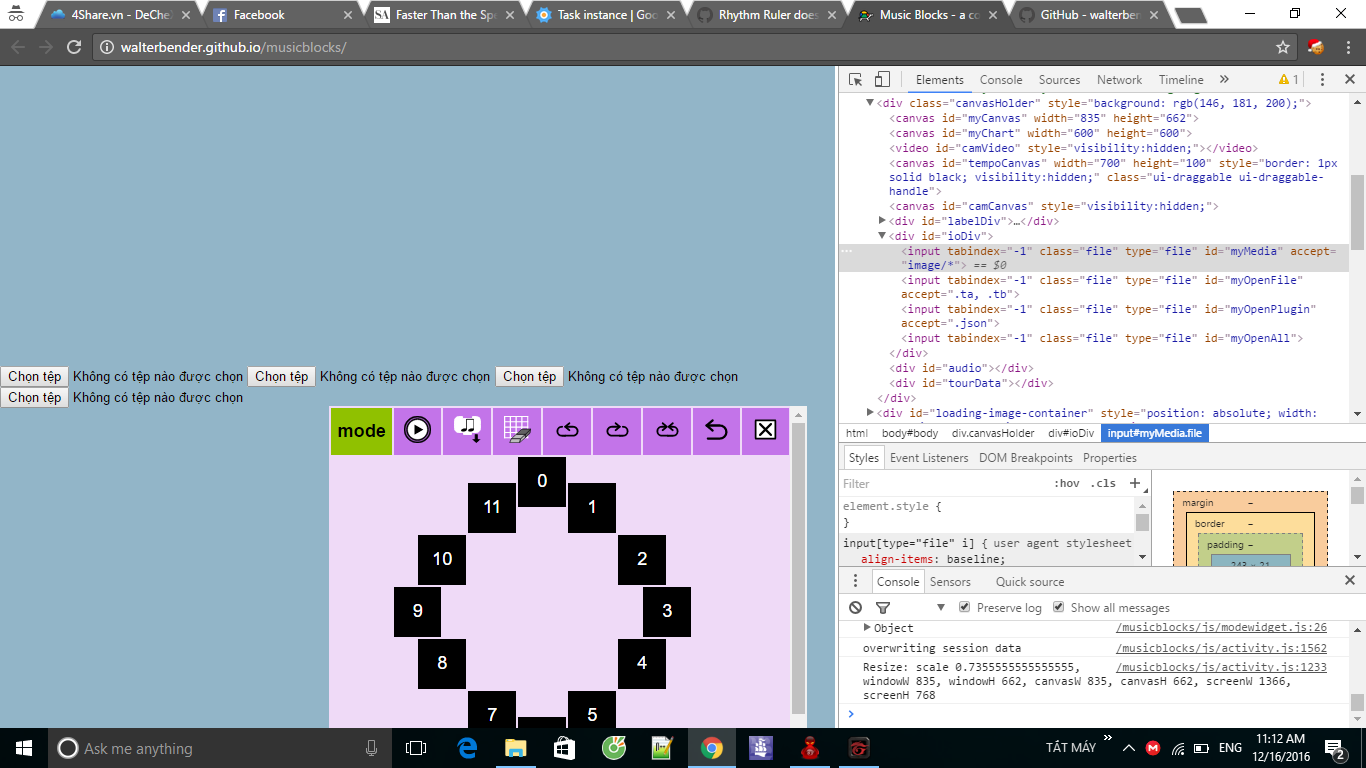 4Share.vn - DeChe
Facebook
SA Faster Than the Spe
Task instance | Goo
Rhythm Ruler does
Music Blocks - a co
GitHub - walterben
walterbender.github.io/musicblocks/
Elements Console Sources Network Timeline » 1
▼<div class="canvasHolder" style="background: rgb(146, 181, 200);">
<canvas id="myCanvas" width="835" height="662">
<canvas id="myChart" width="600" height="600">
<video id="camVideo" style="visibility:hidden;"></video>
<canvas id="tempoCanvas" width="700" height="100" style="border: 1px
solid black; visibility:hidden;" class="ui-draggable ui-draggable-
handle">
<canvas id="camCanvas" style="visibility:hidden;">
▶<div id="labelDiv">…</div>
▼<div id="ioDiv">
<input tabindex="-1" class="file" type="file" id="myMedia" accept=
"image/*"> == $0
<input tabindex="-1" class="file" type="file" id="myOpenFile"
accept=".ta, .tb">
<input tabindex="-1" class="file" type="file" id="myOpenPlugin"
accept=".json">
<input tabindex="-1" class="file" type="file" id="myOpenAll">
</div>
<div id="audio"></div>
<div id="tourData"></div>
</div>
▶<div id="loading-image-container" style="position: absolute; width:
html body#body div.canvasHolder div#ioDiv input#myMedia.file
Styles Event Listeners DOM Breakpoints Properties
Filter :hov .cls +
element.style {
}
input[type="file" i] { user agent stylesheet
align-items: baseline;
margin –
border –
padding –
243 × 21
Console Sensors Quick source
Preserve log Show all messages
▶Object /musicblocks/js/modewidget.js:26
overwriting session data /musicblocks/js/activity.js:1562
Resize: scale 0.7355555555555555, /musicblocks/js/activity.js:1233
windowW 835, windowH 662, canvasW 835, canvasH 662, screenW 1366,
screenH 768
Chọn tệp Không có tệp nào được chọn Chọn tệp Không có tệp nào được chọn Chọn tệp Không có tệp nào được chọn
Chọn tệp Không có tệp nào được chọn
mode
0
11 1
10 2
9 3
8 4
7 5
Ask me anything
TẮT MÁY » ENG 11:12 AM
12/16/2016
2